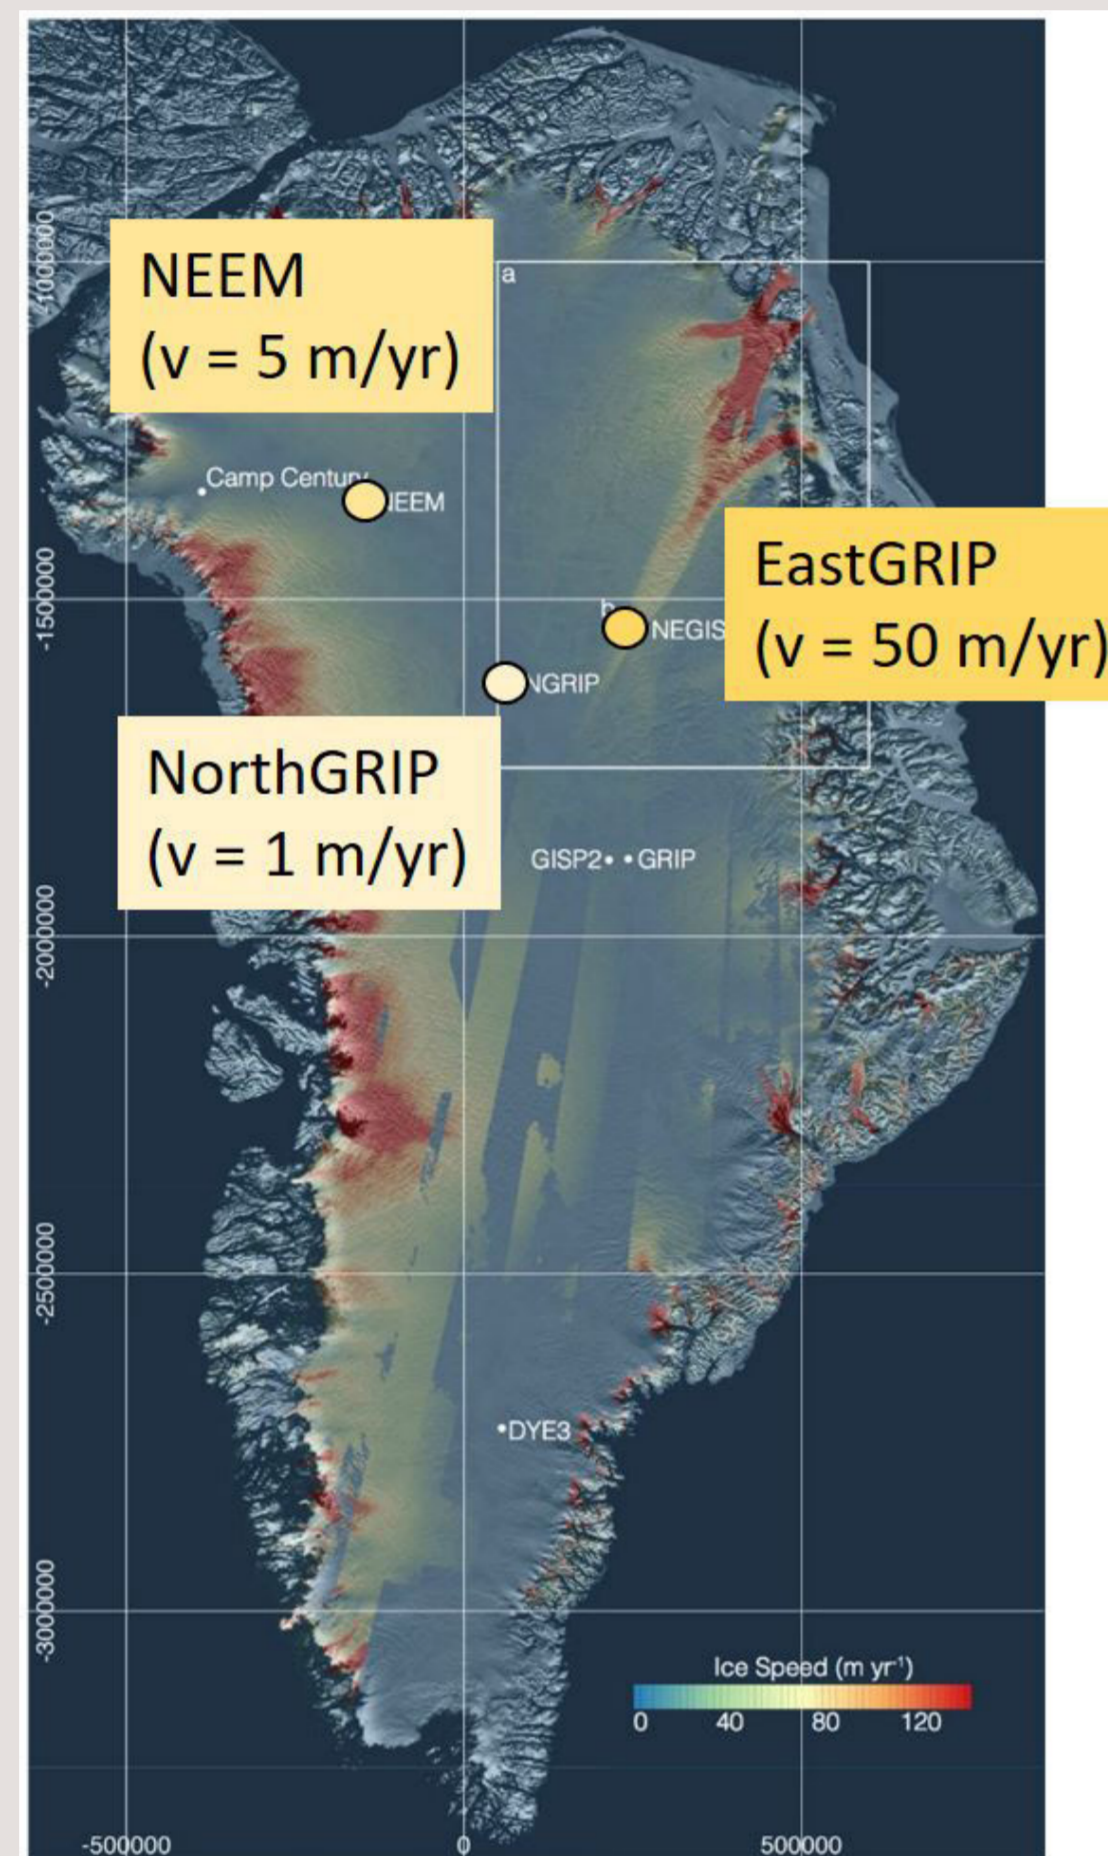 a
NEEM
(v = 5 m/yr)
Camp Century
NEEM
EastGRIP
(v = 50 m/yr)
b
NEGIS
NGRIP
NorthGRIP
(v = 1 m/yr)
GISP2 • • GRIP
•DYE3
Ice Speed (m yr⁻¹)
0 40 80 120
-1000000
-1500000
-2000000
-2500000
-3000000
-500000 0 500000